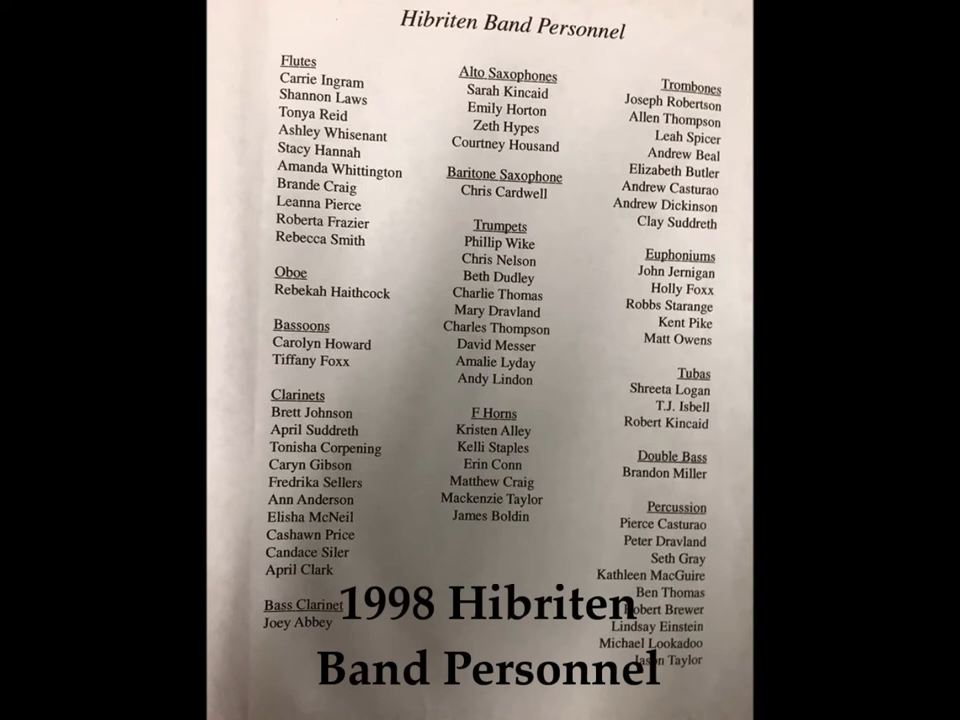 Hibriten Band Personnel
Flutes
Carrie Ingram
Shannon Laws
Tonya Reid
Ashley Whisenant
Stacy Hannah
Amanda Whittington
Brande Craig
Leanna Pierce
Roberta Frazier
Rebecca Smith
Oboe
Rebekah Haithcock
Bassoons
Carolyn Howard
Tiffany Foxx
Clarinets
Brett Johnson
April Suddreth
Tonisha Corpening
Caryn Gibson
Fredrika Sellers
Ann Anderson
Elisha McNeil
Cashawn Price
Candace Siler
April Clark
Bass Clarinet
Joey Abbey
Alto Saxophones
Sarah Kincaid
Emily Horton
Zeth Hypes
Courtney Housand
Baritone Saxophone
Chris Cardwell
Trumpets
Phillip Wike
Chris Nelson
Beth Dudley
Charlie Thomas
Mary Dravland
Charles Thompson
David Messer
Amalie Lyday
Andy Lindon
F Horns
Kristen Alley
Kelli Staples
Erin Conn
Matthew Craig
Mackenzie Taylor
James Boldin
Trombones
Joseph Robertson
Allen Thompson
Leah Spicer
Andrew Beal
Elizabeth Butler
Andrew Casturao
Andrew Dickinson
Clay Suddreth
Euphoniums
John Jernigan
Holly Foxx
Robbs Starange
Kent Pike
Matt Owens
Tubas
Shreeta Logan
T.J. Isbell
Robert Kincaid
Double Bass
Brandon Miller
Percussion
Pierce Casturao
Peter Dravland
Seth Gray
Kathleen MacGuire
Ben Thomas
Robert Brewer
Lindsay Einstein
Michael Lookadoo
Jason Taylor
1998 Hibriten
Band Personnel